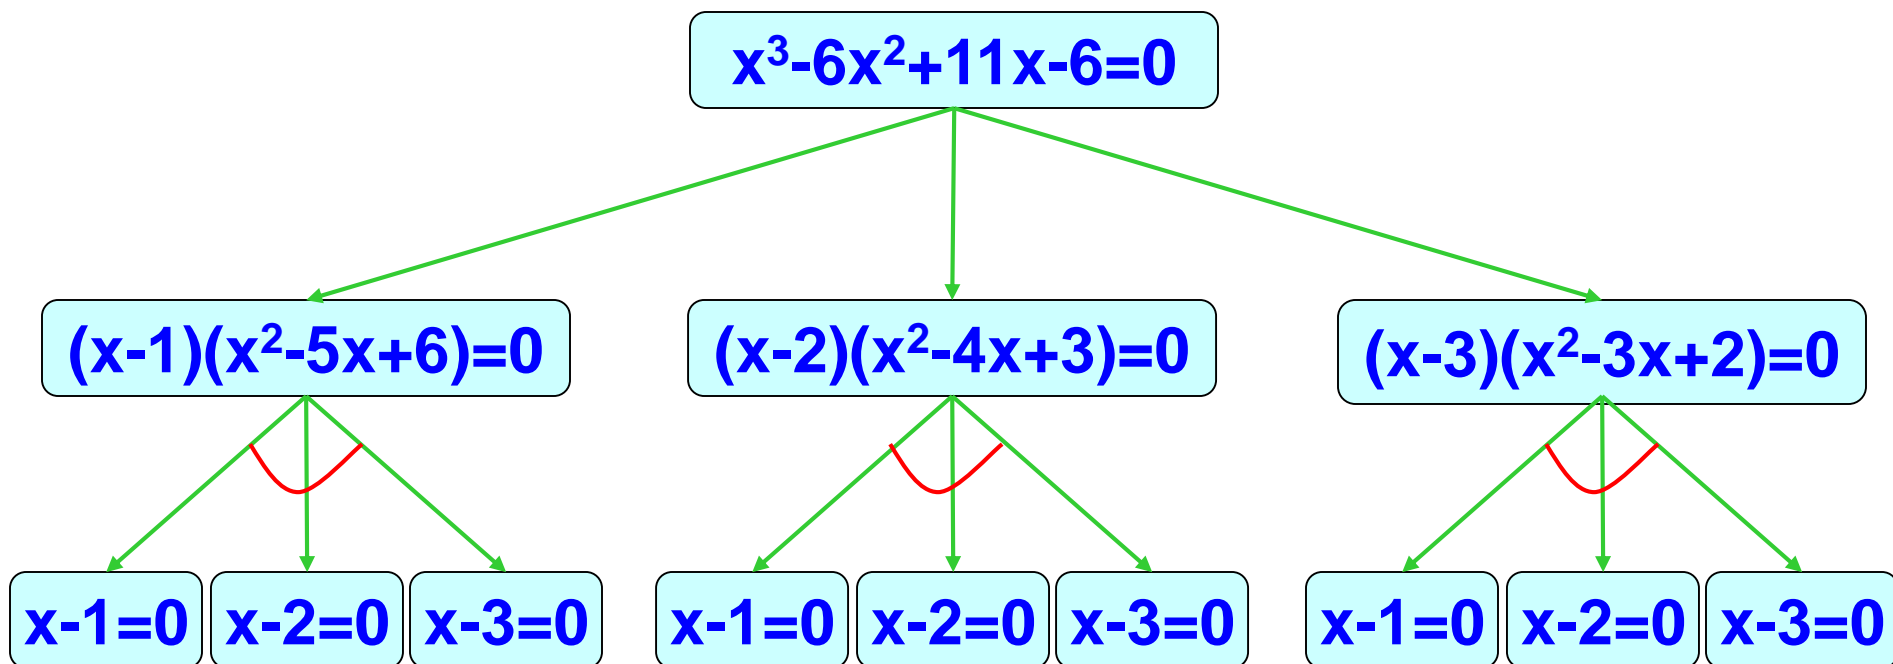 x³-6x²+11x-6=0
(x-1)(x²-5x+6)=0
(x-2)(x²-4x+3)=0
(x-3)(x²-3x+2)=0
x-1=0
x-2=0
x-3=0
x-1=0
x-2=0
x-3=0
x-1=0
x-2=0
x-3=0